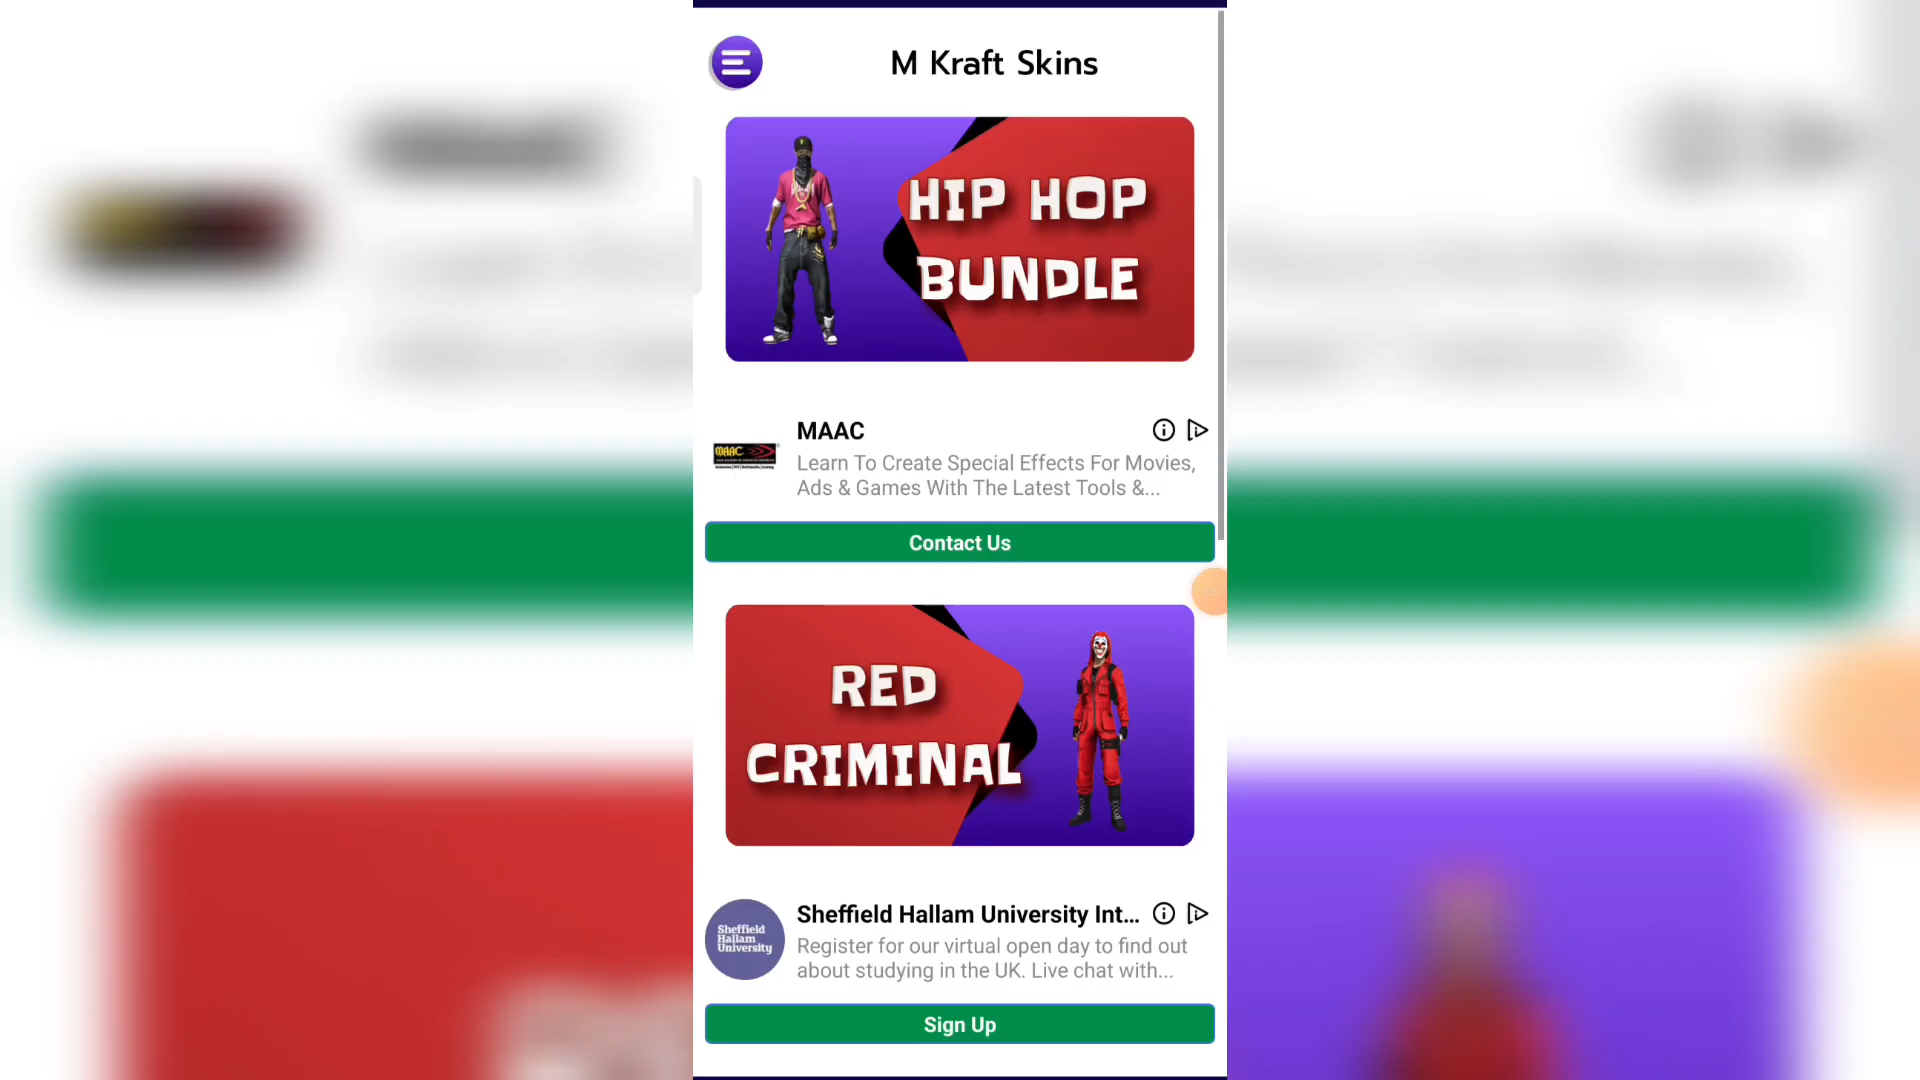 M Kraft Skins
HIP HOP
BUNDLE
MAAC
MAAC
Learn To Create Special Effects For Movies,
Ads & Games With The Latest Tools &...
Contact Us
RED
CRIMINAL
Sheffield Hallam University Int...
Sheffield
Hallam
University
Register for our virtual open day to find out
about studying in the UK. Live chat with...
Sign Up